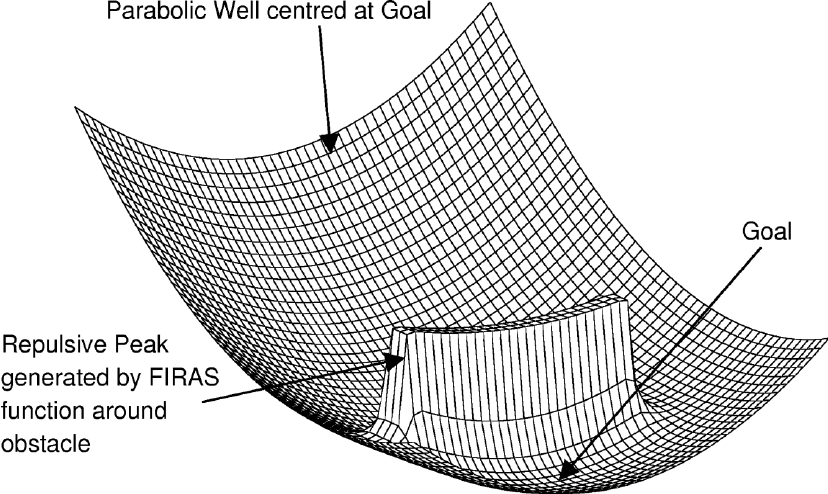 Parabolic Well centred at Goal
Goal
Repulsive Peak
generated by FIRAS
function around
obstacle